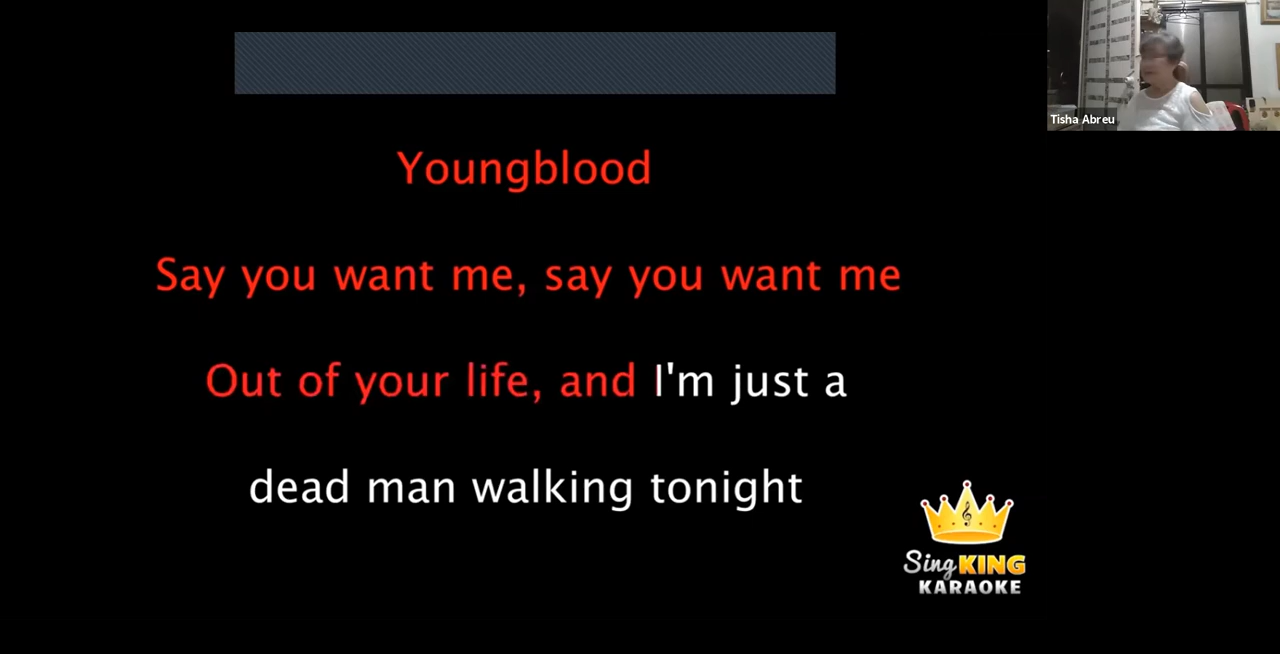 Tisha Abreu
Youngblood
Say you want me, say you want me
Out of your life, and I'm just a
dead man walking tonight
Sing KING
KARAOKE